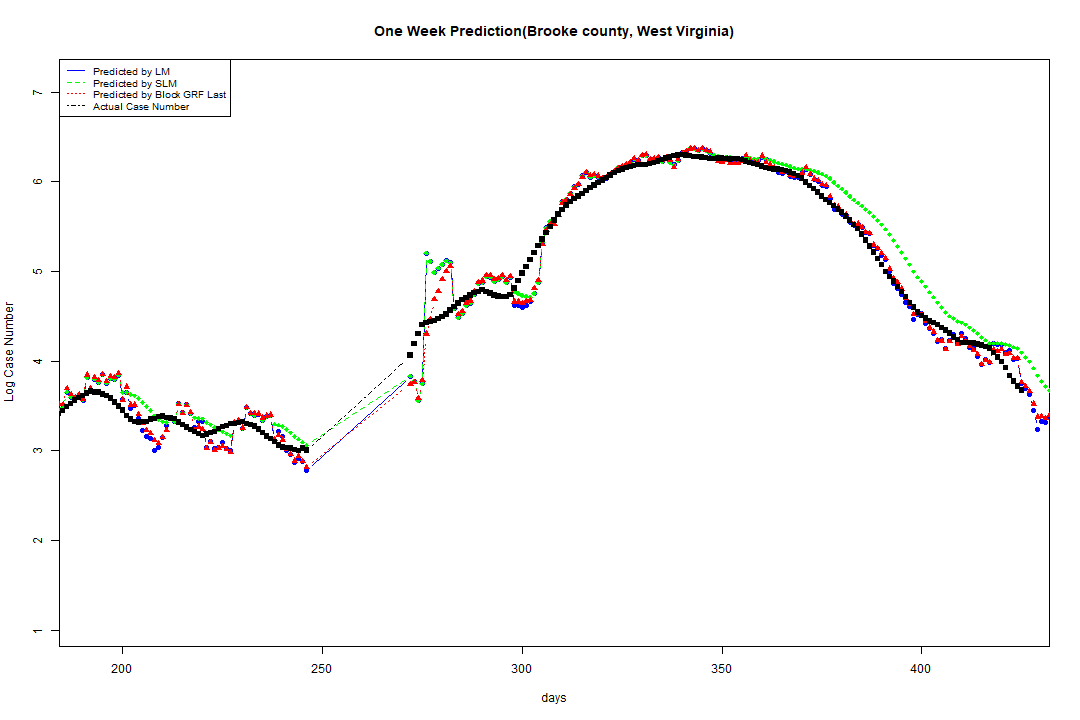 One Week Prediction(Brooke county, West Virginia)
Predicted by LM
Predicted by SLM
Predicted by Block GRF Last
Actual Case Number
7
6
5
4
3
2
1
Log Case Number
200 250 300 350 400
days